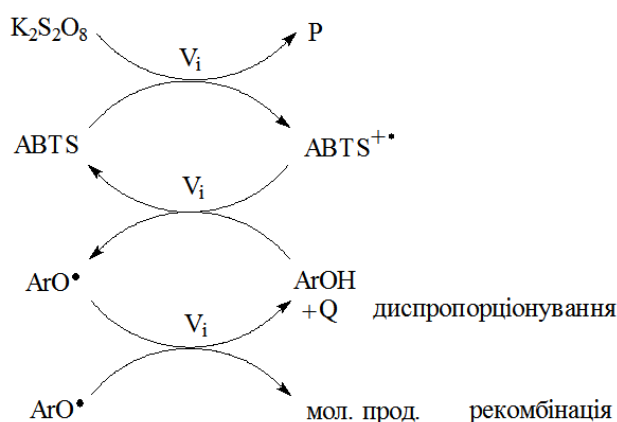 K₂S₂O₈ P
Vᵢ
ABTS ABTS⁺•
Vᵢ
ArO• ArOH
+Q диспропорціонування
Vᵢ
ArO• мол. прод. рекомбінація